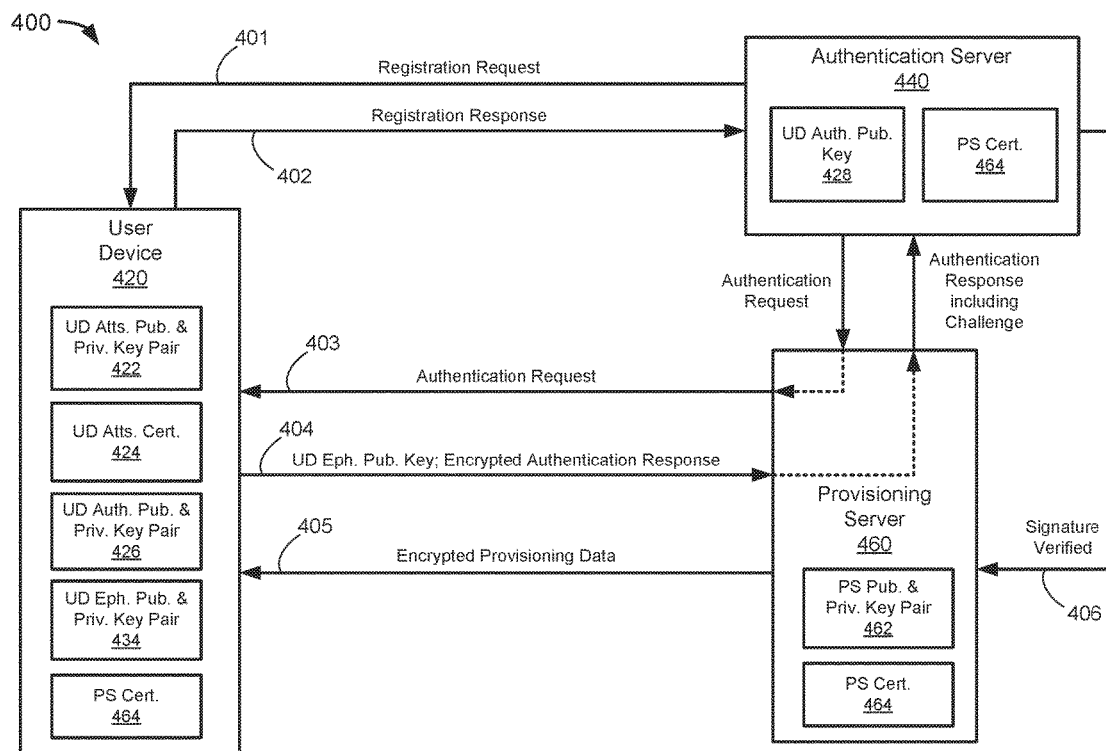 400
401
Registration Request
Registration Response
402
Authentication Server
440
UD Auth. Pub.
Key
428
PS Cert.
464
User
Device
420
UD Atts. Pub. &
Priv. Key Pair
422
UD Atts. Cert.
424
UD Auth. Pub. &
Priv. Key Pair
426
UD Eph. Pub. &
Priv. Key Pair
434
PS Cert.
464
Authentication
Request
Authentication
Response
including
Challenge
403
Authentication Request
404
UD Eph. Pub. Key; Encrypted Authentication Response
405
Encrypted Provisioning Data
Provisioning
Server
460
PS Pub. &
Priv. Key Pair
462
PS Cert.
464
Signature
Verified
406